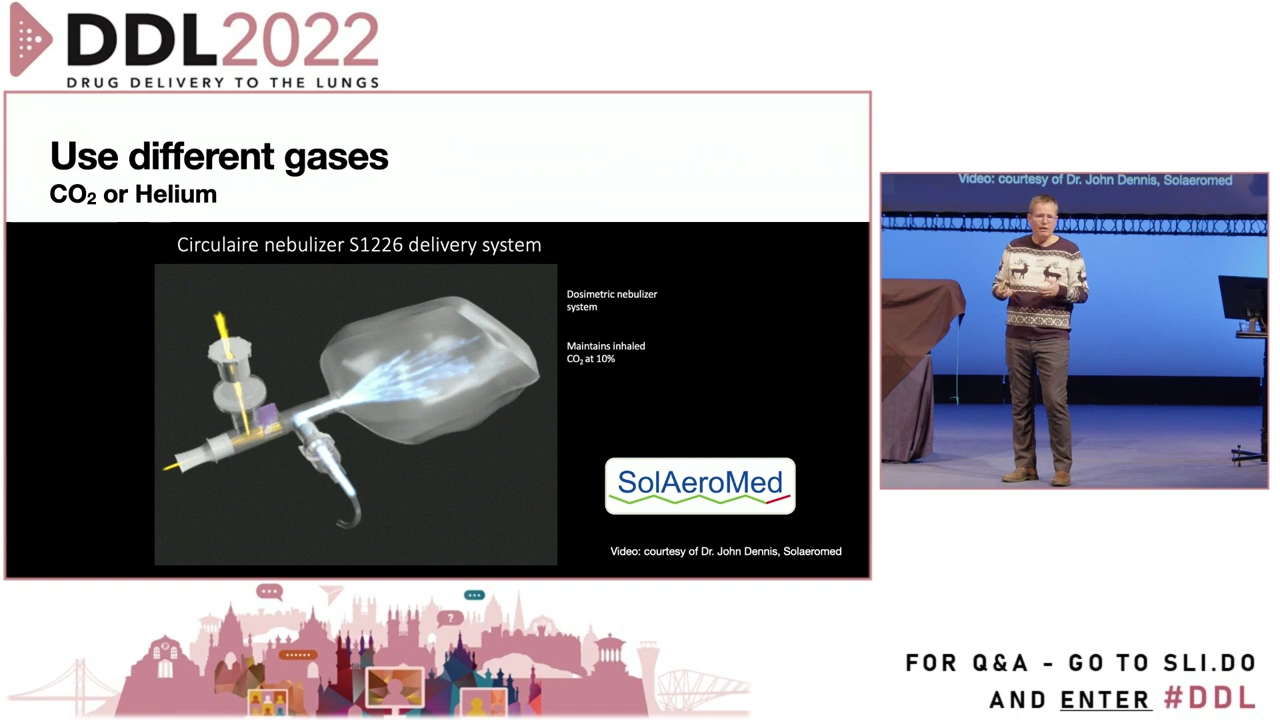 DDL2022
DRUG DELIVERY TO THE LUNGS
Use different gases
CO₂ or Helium
Circulaire nebulizer S1226 delivery system
Dosimetric nebulizer
system
Maintains inhaled
CO₂ at 10%
SolAeroMed
Video: courtesy of Dr. John Dennis, Solaeromed
Video: courtesy of Dr. John Dennis, Solaeromed
?
FOR Q&A - GO TO SLI.DO
AND ENTER #DDL